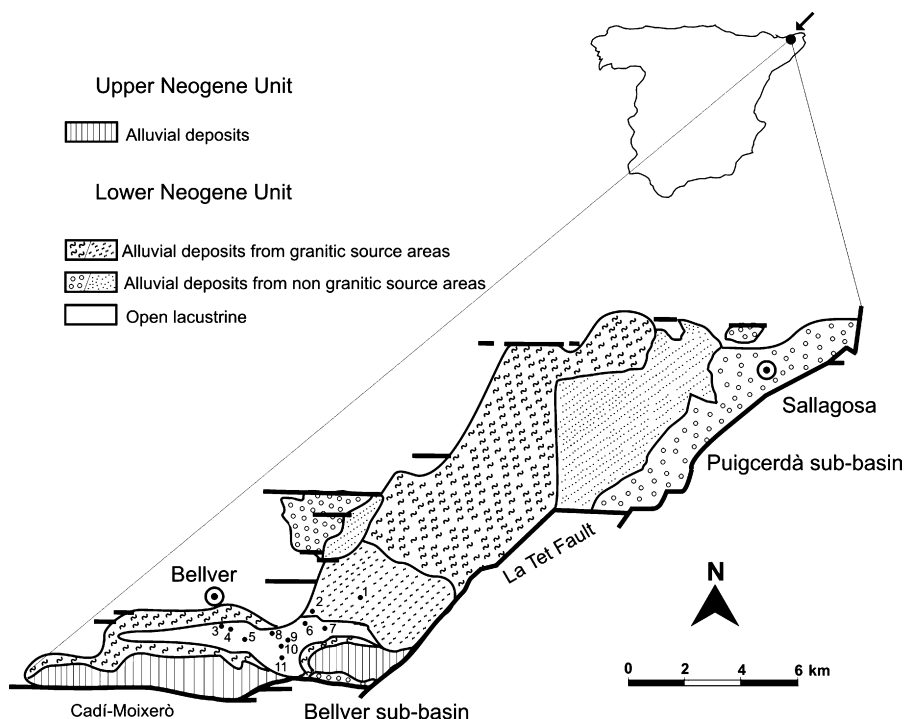 Upper Neogene Unit
Alluvial deposits
Lower Neogene Unit
Alluvial deposits from granitic source areas
Alluvial deposits from non granitic source areas
Open lacustrine
Sallagosa
Puigcerdà sub-basin
La Tet Fault
Bellver
1
2
3
4
5
6
7
8
9
10
11
N
0 2 4 6 km
Cadí-Moixerò
Bellver sub-basin